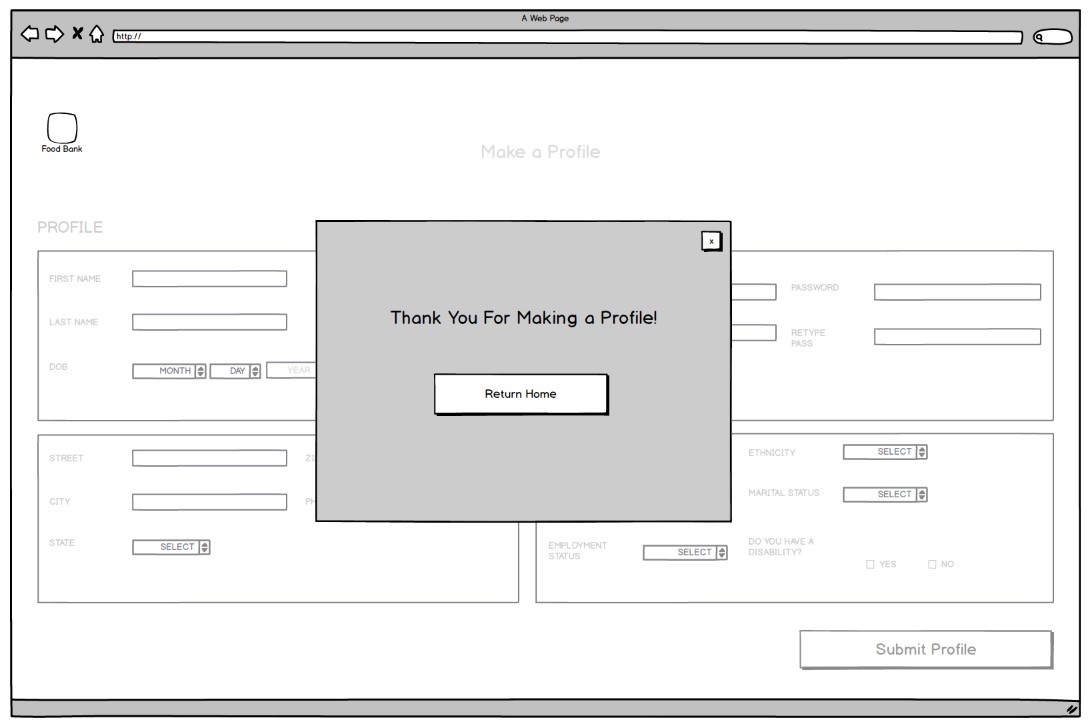 A Web Page
http://
Food Bank
Make a Profile
PROFILE
FIRST NAME
LAST NAME
DOB
MONTH
DAY
YEAR
x
Thank You For Making a Profile!
Return Home
PASSWORD
RETYPE
PASS
STREET
CITY
STATE
SELECT
ETHNICITY
SELECT
MARITAL STATUS
SELECT
EMPLOYMENT
STATUS
SELECT
DO YOU HAVE A
DISABILITY?
YES
NO
Submit Profile